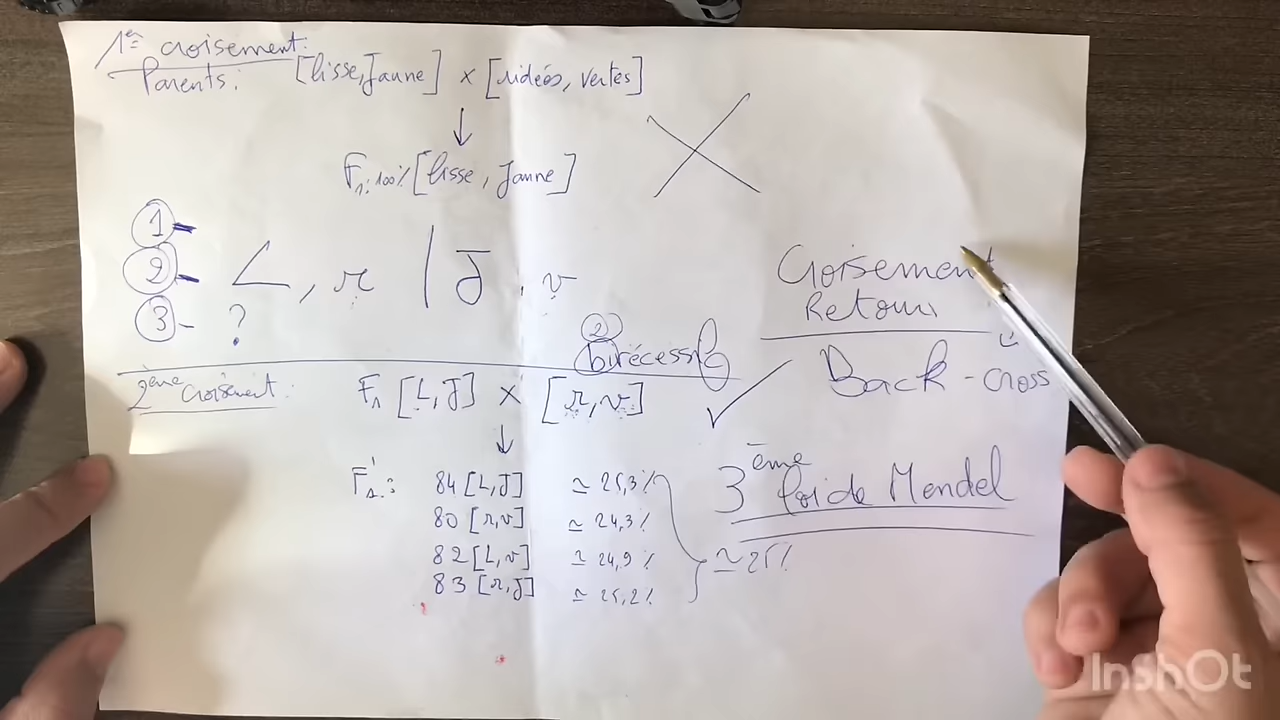 1er croisement:
Parents: [lisse, Jaune] × [ridées, vertes]
↓
F1: 100% [lisse, Jaune]
1-
2- L, r | J, v
3- ?
Croisement
Retour
Back-cross
2
birécessif
2ème Croisement: F1 [L, J] × [r, v]
↓
F'2: 84 [L, J] ≃ 25,3%
80 [r, v] ≃ 24,3%
82 [L, v] ≃ 24,9%
83 [r, J] ≃ 25,2%
≃ 25%
3ème loi de Mendel
InShOt